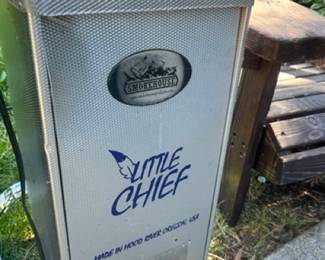 SMOKEHOUSE
LITTLE
CHIEF
MADE IN HOOD RIVER OREGON, USA